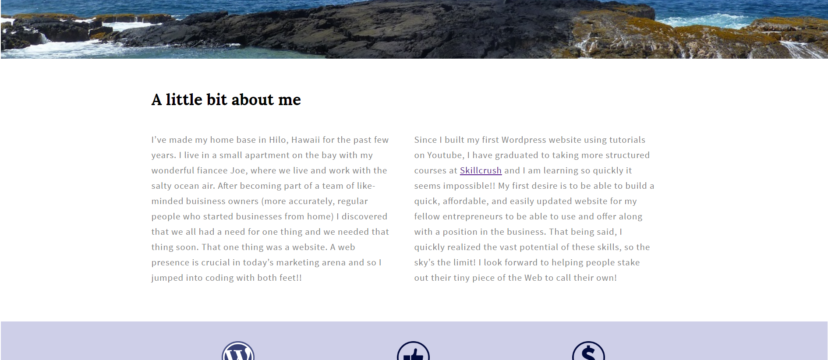 A little bit about me
I've made my home base in Hilo, Hawaii for the past few
years. I live in a small apartment on the bay with my
wonderful fiancee Joe, where we live and work with the
salty ocean air. After becoming part of a team of like-
minded buisiness owners (more accurately, regular
people who started businesses from home) I discovered
that we all had a need for one thing and we needed that
thing soon. That one thing was a website. A web
presence is crucial in today's marketing arena and so I
jumped into coding with both feet!!
Since I built my first Wordpress website using tutorials
on Youtube, I have graduated to taking more structured
courses at Skillcrush and I am learning so quickly it
seems impossible!! My first desire is to be able to build a
quick, affordable, and easily updated website for my
fellow entrepreneurs to be able to use and offer along
with a position in the business. That being said, I
quickly realized the vast potential of these skills, so the
sky's the limit! I look forward to helping people stake
out their tiny piece of the Web to call their own!